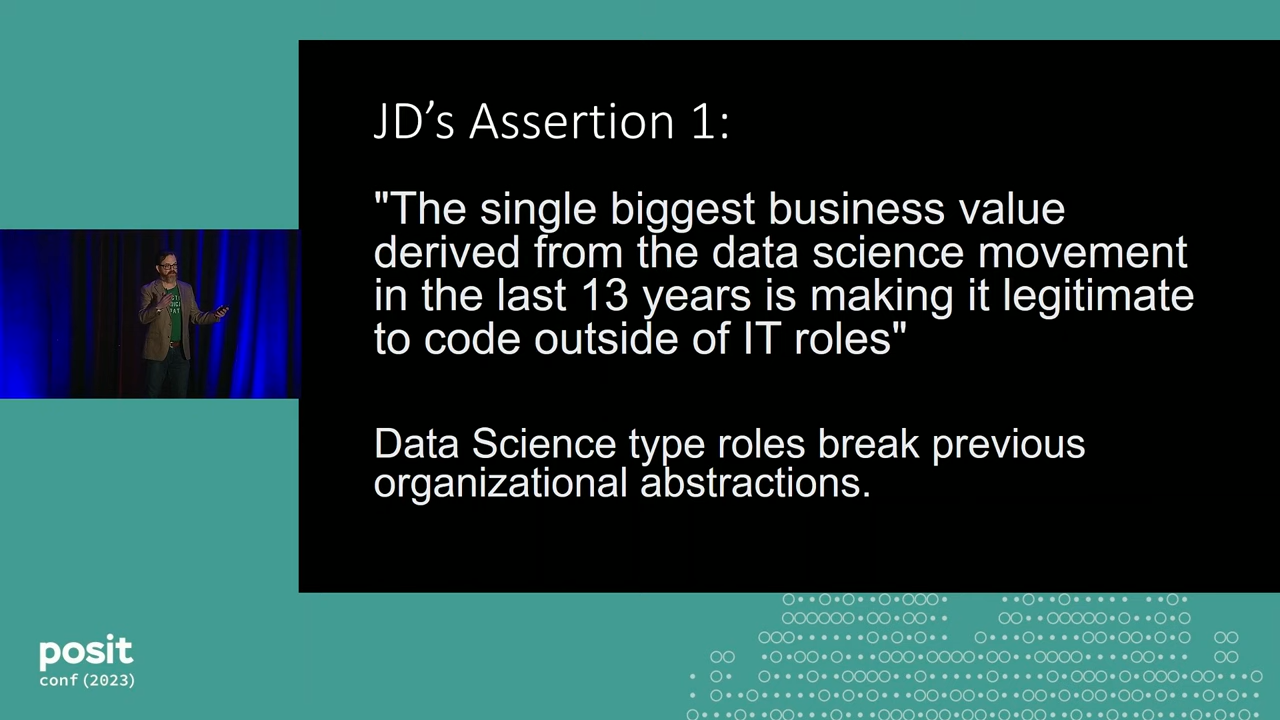 JD’s Assertion 1:
"The single biggest business value
derived from the data science movement
in the last 13 years is making it legitimate
to code outside of IT roles"
Data Science type roles break previous
organizational abstractions.
posit
conf(2023)